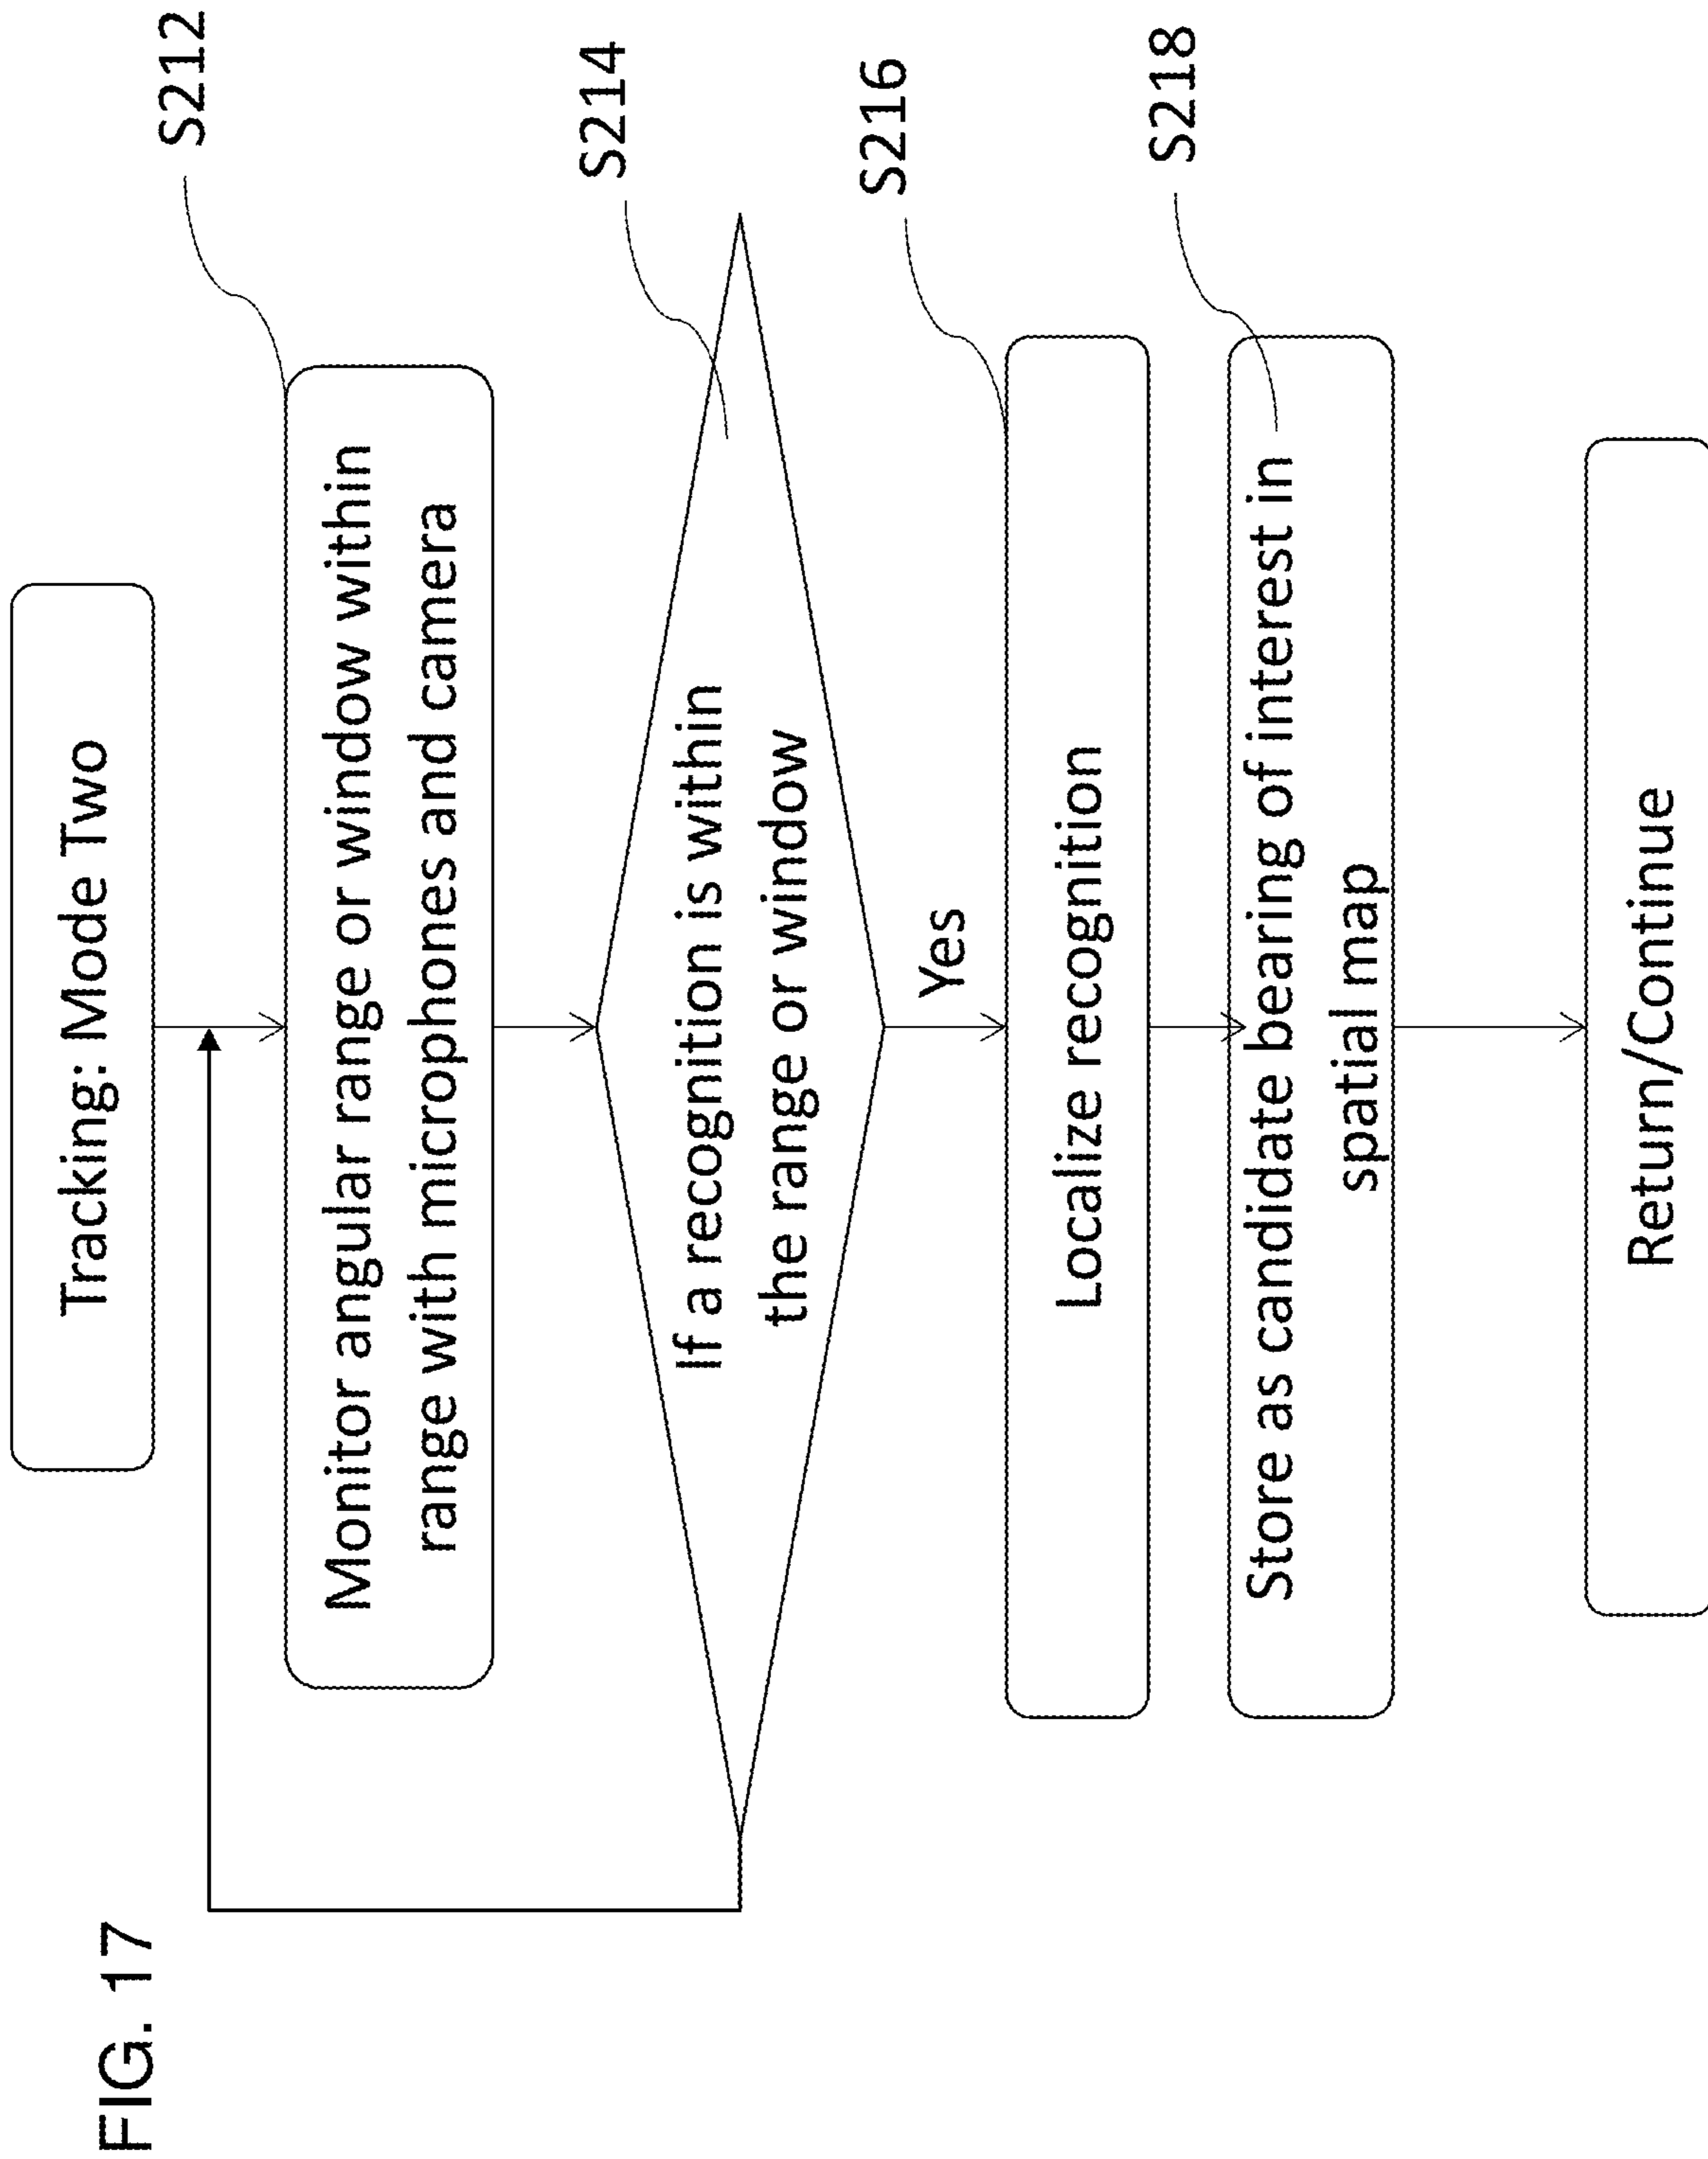 FIG. 17
Tracking: Mode Two
S212
Monitor angular range or window within
range with microphones and camera
S214
If a recognition is within
the range or window
Yes
S216
Localize recognition
S218
Store as candidate bearing of interest in
spatial map
Return/Continue